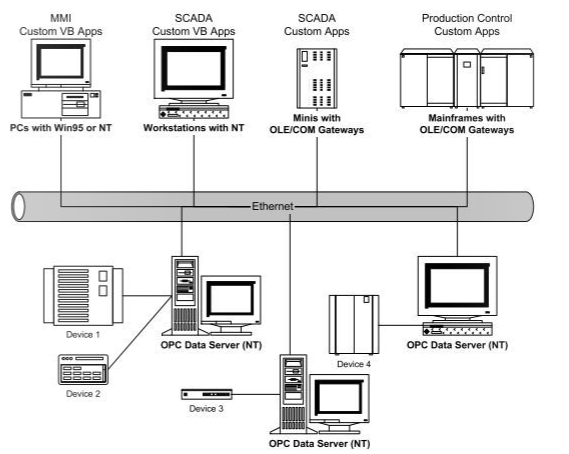 MMI
Custom VB Apps
SCADA
Custom VB Apps
SCADA
Custom Apps
Production Control
Custom Apps
PCs with Win95 or NT
Workstations with NT
Minis with
OLE/COM Gateways
Mainframes with
OLE/COM Gateways
Ethernet
Device 1
OPC Data Server (NT)
Device 2
Device 3
OPC Data Server (NT)
Device 4
OPC Data Server (NT)